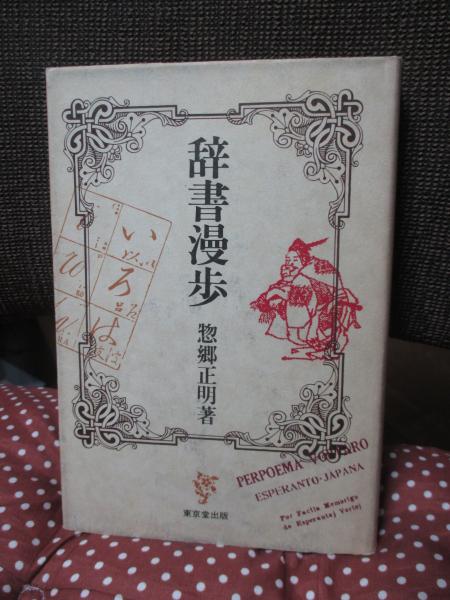 辞書漫歩
惣郷正明著
い
ろ
は
PERPOEMA VORTARO
ESPERANTO-JAPANA
Por Facila Memorigo
de Esperantaj Vortoj
東京堂出版